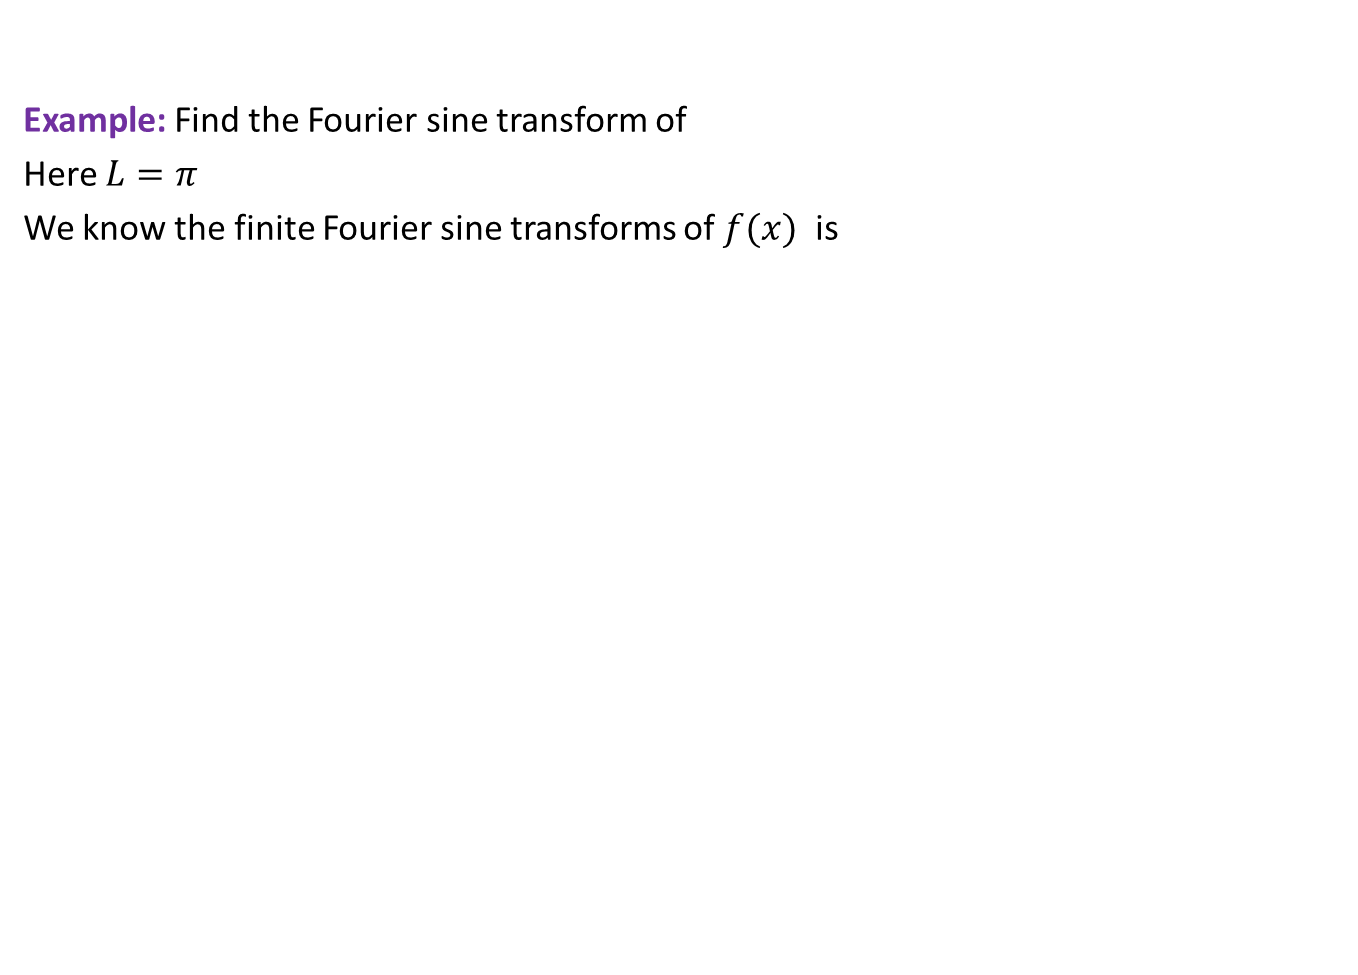 Example: Find the Fourier sine transform of
Here L = π
We know the finite Fourier sine transforms of f(x) is